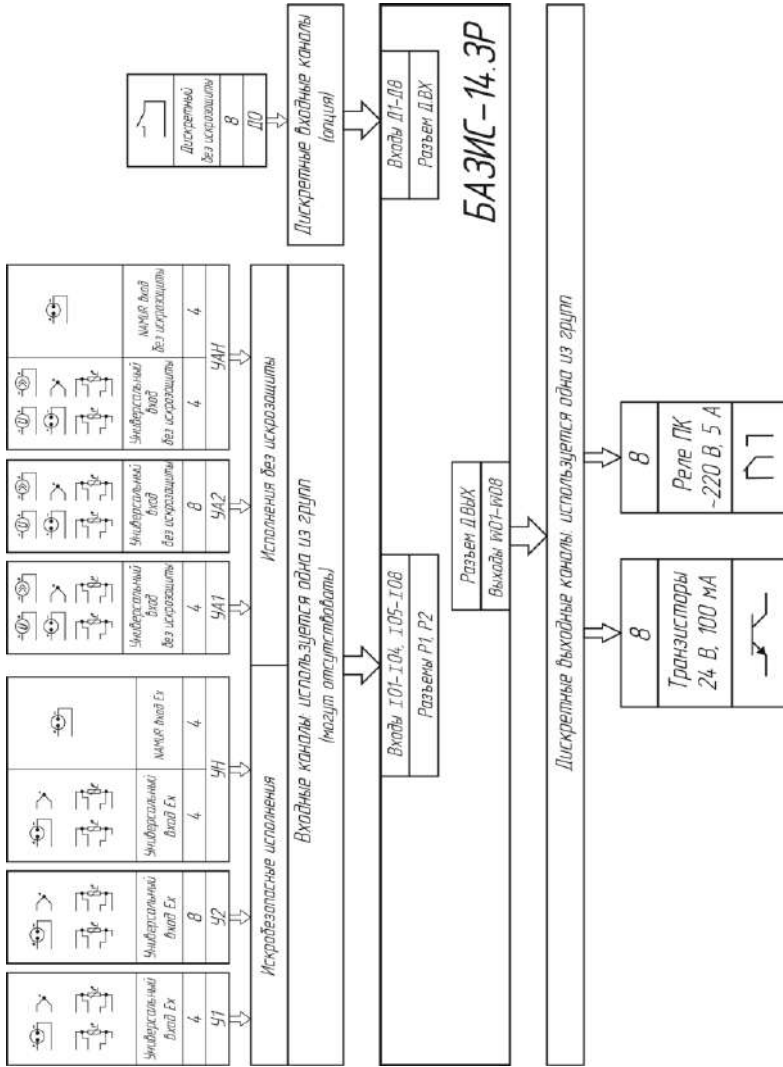 Универсальный
вход Ex
4
У1
Универсальный
вход Ex
8
У2
Универсальный
вход Ex
4
NAMUR вход Ex
4
УН
Универсальный
вход
без искрозащиты
4
УА1
Универсальный
вход
без искрозащиты
8
УА2
Универсальный
вход
без искрозащиты
4
NAMUR вход
без искрозащиты
4
УАН
Дискретный
без искрозащиты
8
ДО
Искробезопасные исполнения
Исполнения без искрозащиты
Входные каналы: используется одна из групп
(могут отсутствовать)
Дискретные входные каналы
(опция)
Входы I01-I04, I05-I08
Разъемы Р1, Р2
Входы Д1-Д8
Разъем Д.ВХ
БАЗИС-14.ЗР
Разъем Д.ВЫХ
Выходы W01-W08
Дискретные выходные каналы: используется одна из групп
8
Транзисторы
24 В, 100 мА
8
Реле ПК
~220 В, 5 А